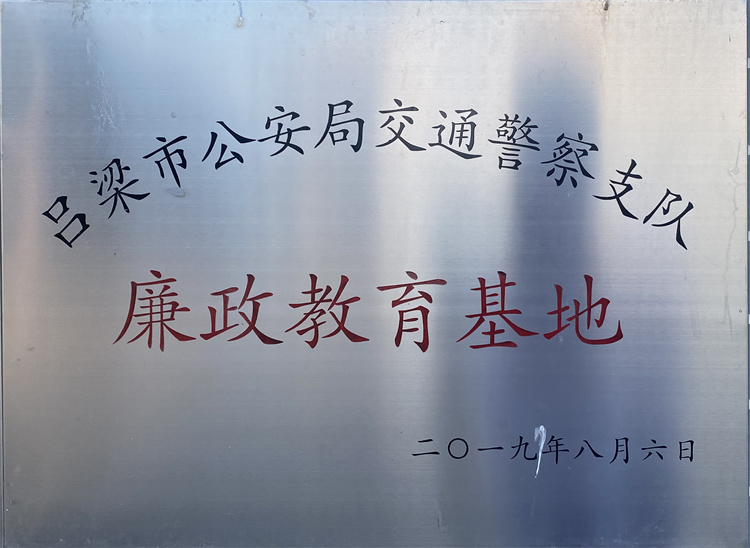 吕梁市公安局交通警察支队
廉政教育基地
二〇一九年八月六日